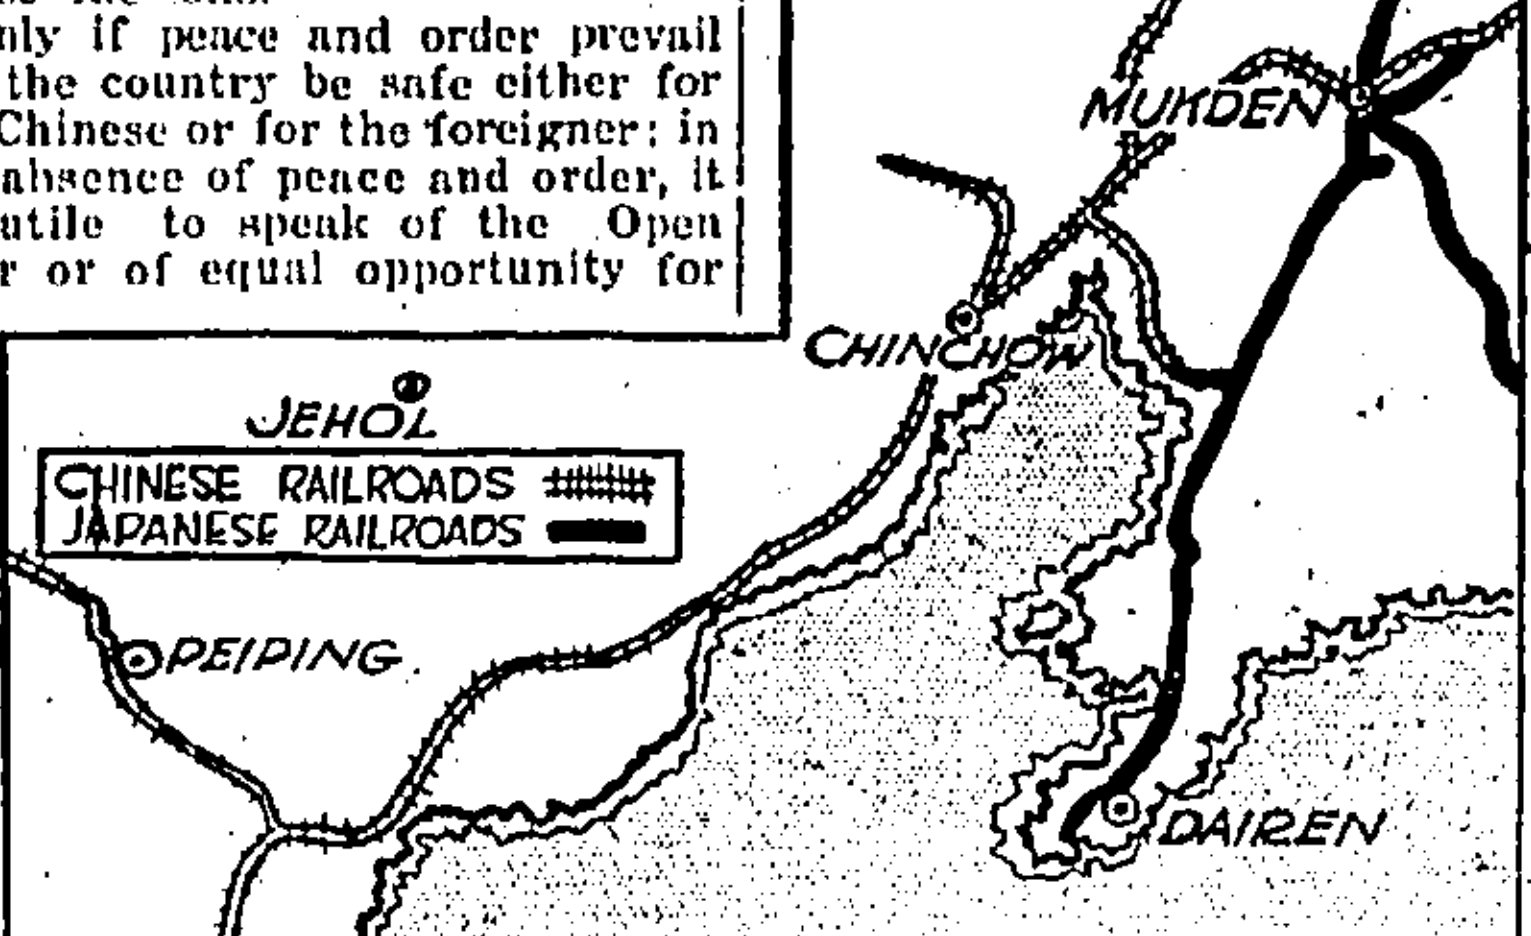 nly if peace and order prevail
the country be safe either for
Chinese or for the foreigner; in
absence of peace and order, it
utile to speak of the Open
r or of equal opportunity for
MUKDEN
CHINCHOW
JEHOL
CHINESE RAILROADS
JAPANESE RAILROADS
PEIPING
DAIREN